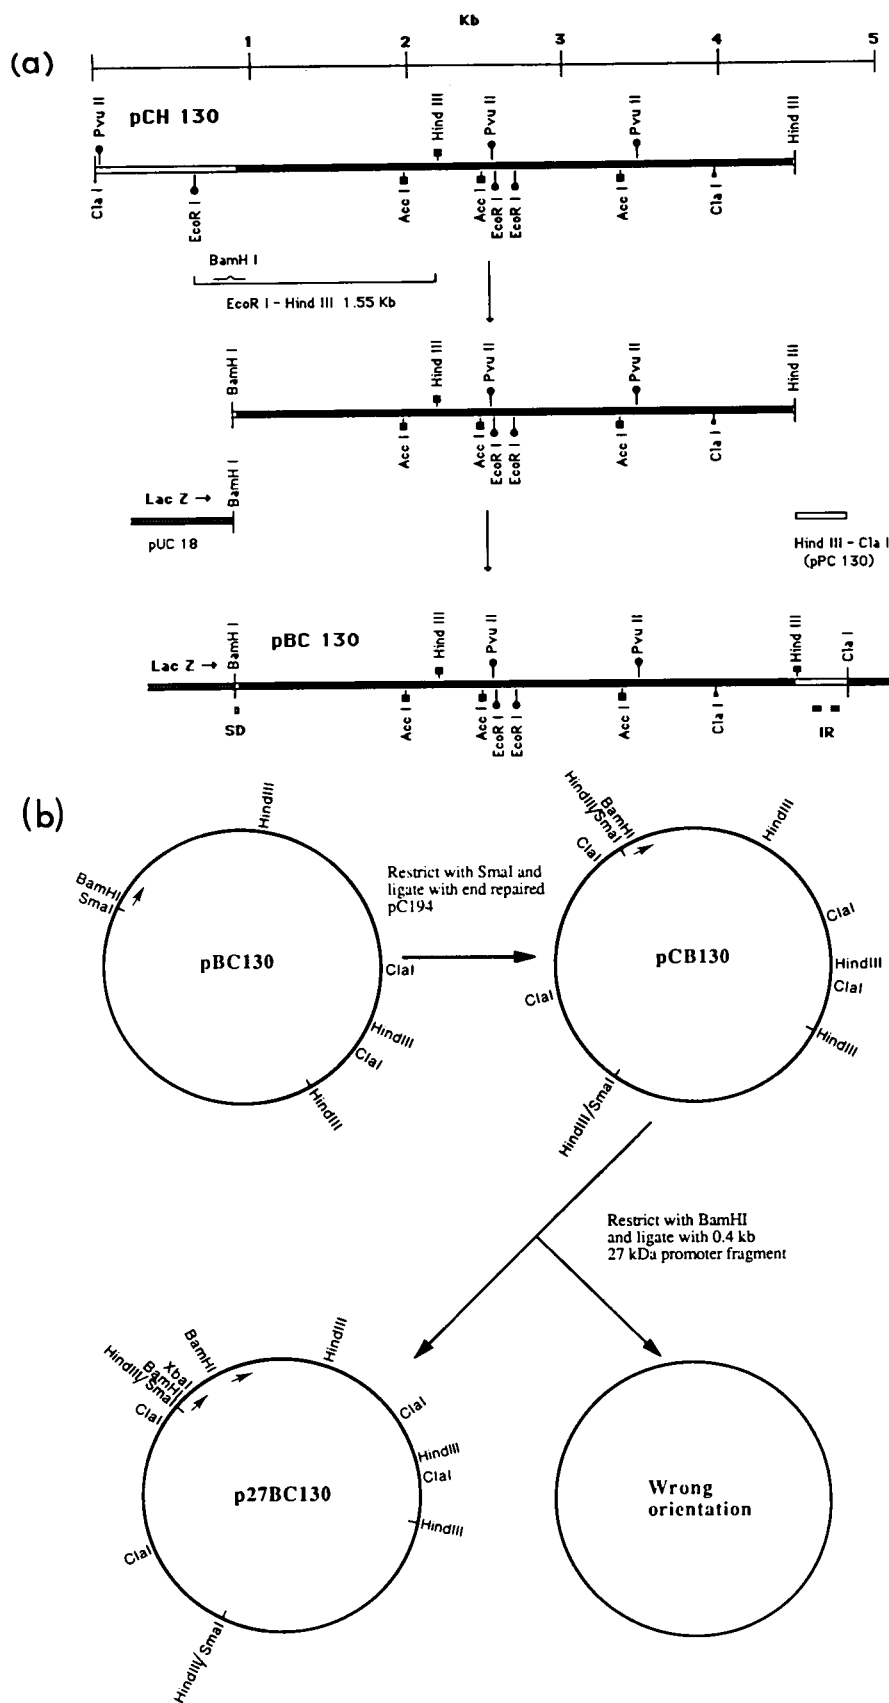 Kb
(a)
1
2
3
4
5
pCH 130
Pvu II
Hind III
Pvu II
Pvu II
Hind III
Cla I
EcoR I
Acc I
Acc I
EcoR I
EcoR I
Acc I
Cla I
BamH I
EcoR I - Hind III 1.55 Kb
BamH I
Hind III
Pvu II
Pvu II
Hind III
Acc I
Acc I
EcoR I
EcoR I
Acc I
Cla I
Lac Z →
BamH I
pUC 18
Hind III - Cla I
(pPC 130)
pBC 130
Lac Z →
BamH I
Hind III
Pvu II
Pvu II
Hind III
Cla I
SD
Acc I
Acc I
EcoR I
EcoR I
Acc I
Cla I
IR
(b)
HindIII
BamHI
SmaI
pBC130
ClaI
HindIII
ClaI
HindIII
Restrict with SmaI and
ligate with end repaired
pC194
BamHI
HindIII/SmaI
ClaI
HindIII
pCB130
ClaI
HindIII
ClaI
HindIII
ClaI
HindIII/SmaI
Restrict with BamHI
and ligate with 0.4 kb
27 kDa promoter fragment
HindIII
BamHI
XbaI
BamHI
HindIII/SmaI
ClaI
p27BC130
ClaI
HindIII
ClaI
HindIII
ClaI
HindIII/SmaI
Wrong
orientation